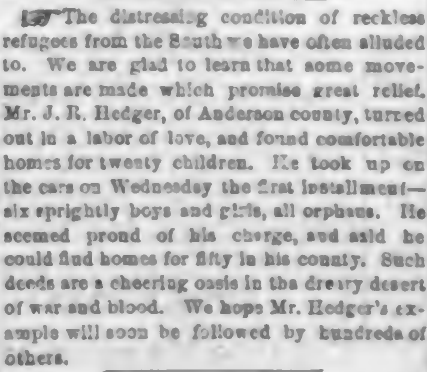 ☞The distressing condition of reckless
refugees from the South we have often alluded
to. We are glad to learn that some move-
ments are made which promise great relief.
Mr. J. R. Hedger, of Anderson county, turned
out in a labor of love, and found comfortable
homes for twenty children. He took up on
the cars on Wednesday the first installment—
six sprightly boys and girls, all orphans. He
seemed proud of his charge, and said he
could find homes for fifty in his county. Such
deeds are a cheering oasis in the dreary desert
of war and blood. We hope Mr. Hedger's ex-
ample will soon be followed by hundreds of
others.